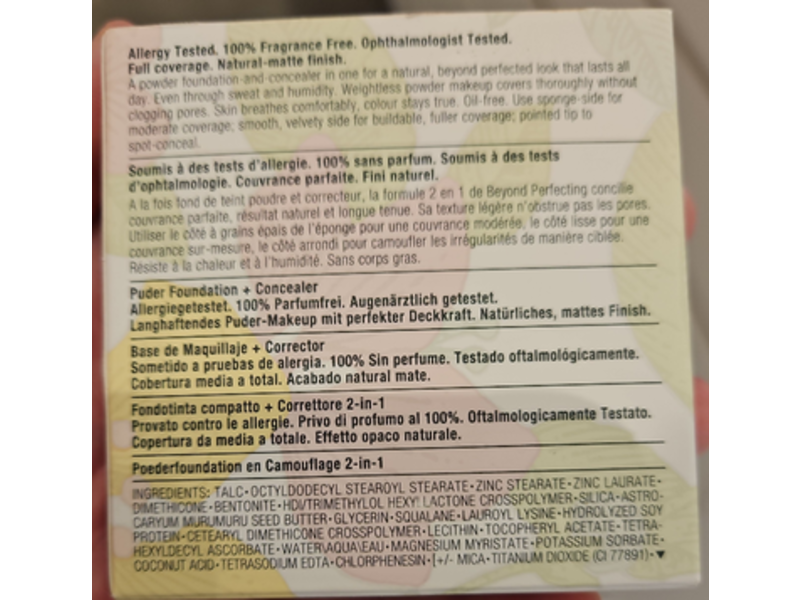 Allergy Tested. 100% Fragrance Free. Ophthalmologist Tested.
Full coverage. Natural-matte finish.
A powder foundation-and-concealer in one for a natural, beyond perfected look that lasts all
day. Even through sweat and humidity. Weightless powder makeup covers thoroughly without
clogging pores. Skin breathes comfortably, colour stays true. Oil-free. Use sponge-side for
moderate coverage; smooth, velvety side for buildable, fuller coverage; pointed tip to
spot-conceal.
Soumis à des tests d'allergie. 100% sans parfum. Soumis à des tests
d'ophtalmologie. Couvrance parfaite. Fini naturel.
A la fois fond de teint poudre et correcteur, la formule 2 en 1 de Beyond Perfecting concilie
couvrance parfaite, résultat naturel et longue tenue. Sa texture légère n'obstrue pas les pores.
Utiliser le côté à grains épais de l'éponge pour une couvrance modérée, le côté lisse pour une
couvrance sur-mesure, le côté arrondi pour camoufler les irrégularités de manière ciblée.
Résiste à la chaleur et à l'humidité. Sans corps gras.
Puder Foundation + Concealer
Allergiegetestet. 100% Parfumfrei. Augenärztlich getestet.
Langhaftendes Puder-Makeup mit perfekter Deckkraft. Natürliches, mattes Finish.
Base de Maquillaje + Corrector
Sometido a pruebas de alergia. 100% Sin perfume. Testado oftalmológicamente.
Cobertura media a total. Acabado natural mate.
Fondotinta compatto + Correttore 2-in-1
Provato contro le allergie. Privo di profumo al 100%. Oftalmologicamente Testato.
Copertura da media a totale. Effetto opaco naturale.
Poederfoundation en Camouflage 2-in-1
INGREDIENTS: TALC•OCTYLDODECYL STEAROYL STEARATE•ZINC STEARATE•ZINC LAURATE•
DIMETHICONE•BENTONITE•HDI/TRIMETHYLOL HEXYL LACTONE CROSSPOLYMER•SILICA•ASTRO-
CARYUM MURUMURU SEED BUTTER•GLYCERIN•SQUALANE•LAUROYL LYSINE•HYDROLYZED SOY
PROTEIN•CETEARYL DIMETHICONE CROSSPOLYMER•LECITHIN•TOCOPHERYL ACETATE•TETRA-
HEXYLDECYL ASCORBATE•WATER\AQUA\EAU•MAGNESIUM MYRISTATE•POTASSIUM SORBATE•
COCONUT ACID•TETRASODIUM EDTA•CHLORPHENESIN•[+/- MICA•TITANIUM DIOXIDE (CI 77891)•▼